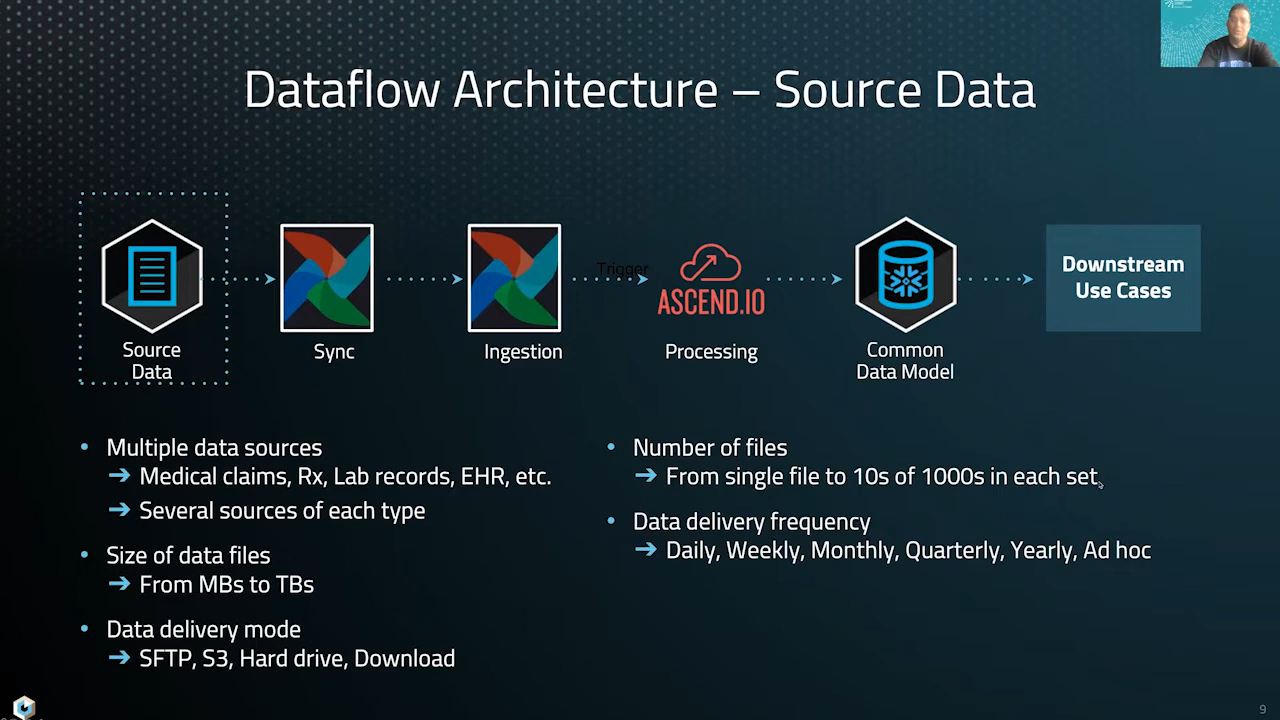 Dataflow Architecture – Source Data
Trigger
ASCEND.IO
Downstream
Use Cases
Source
Data
Sync
Ingestion
Processing
Common
Data Model
• Multiple data sources
➔ Medical claims, Rx, Lab records, EHR, etc.
➔ Several sources of each type
• Size of data files
➔ From MBs to TBs
• Data delivery mode
➔ SFTP, S3, Hard drive, Download
• Number of files
➔ From single file to 10s of 1000s in each set
• Data delivery frequency
➔ Daily, Weekly, Monthly, Quarterly, Yearly, Ad hoc
9